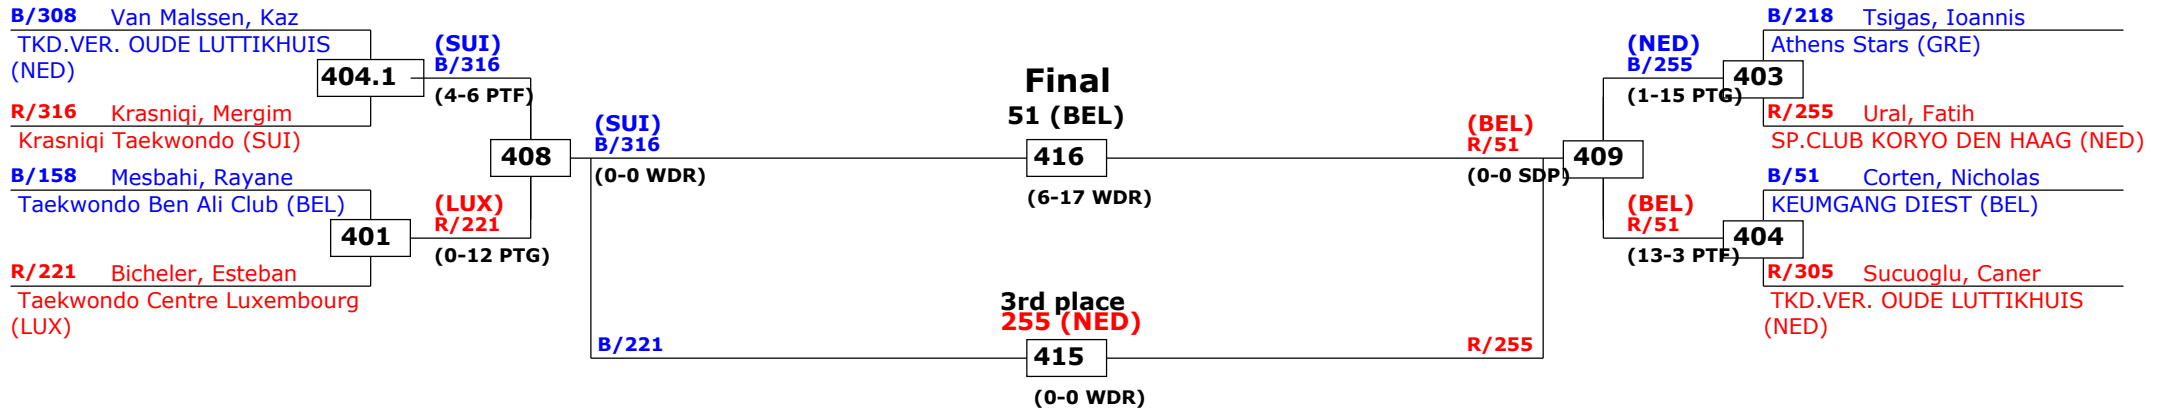 B/308 Van Malssen, Kaz
TKD.VER. OUDE LUTTIKHUIS
(NED)
404.1
R/316 Krasniqi, Mergim
Krasniqi Taekwondo (SUI)
B/158 Mesbahi, Rayane
Taekwondo Ben Ali Club (BEL)
401
R/221 Bicheler, Esteban
Taekwondo Centre Luxembourg
(LUX)
(SUI)
B/316
(4-6 PTF)
408
(LUX)
R/221
(0-12 PTG)
(SUI)
B/316
(0-0 WDR)
B/221
Final
51 (BEL)
416
(6-17 WDR)
3rd place
255 (NED)
415
(0-0 WDR)
(BEL)
R/51
(0-0 SDP)
R/255
409
(NED)
B/255
(1-15 PTG)
(BEL)
R/51
(13-3 PTF)
B/218 Tsigas, Ioannis
Athens Stars (GRE)
403
R/255 Ural, Fatih
SP.CLUB KORYO DEN HAAG (NED)
B/51 Corten, Nicholas
KEUMGANG DIEST (BEL)
404
R/305 Sucuoglu, Caner
TKD.VER. OUDE LUTTIKHUIS
(NED)